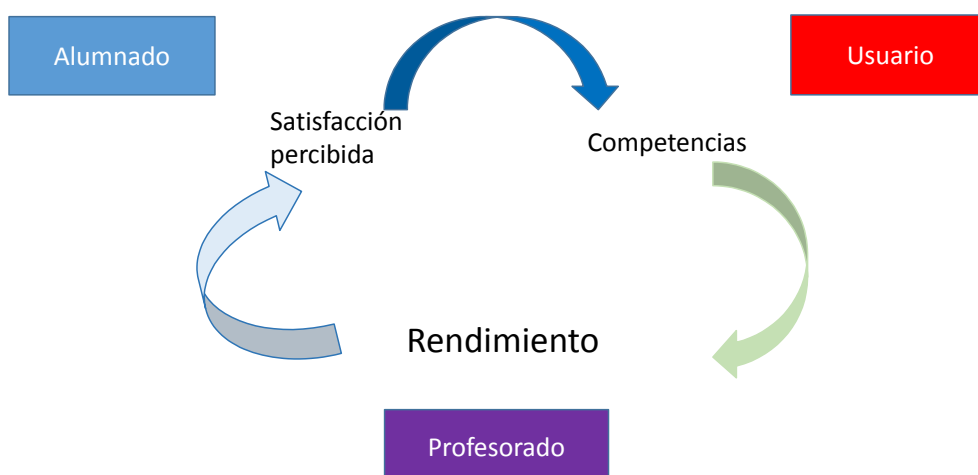 Alumnado
Usuario
Satisfacción
percibida
Competencias
Rendimiento
Profesorado